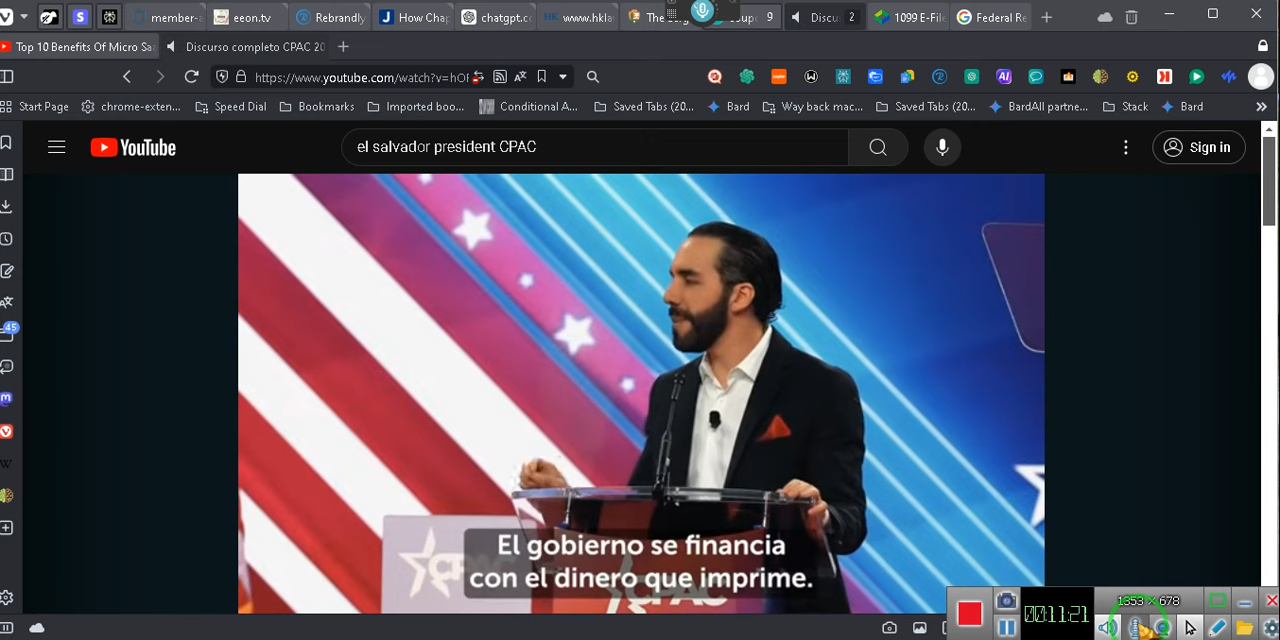 member-a
eeon.tv
Rebrandly
How Chap
chatgpt.c
www.hkla
9
Discu
2
1099 E-File
Federal Re
Top 10 Benefits Of Micro Sa
Discurso completo CPAC 20
https://www.youtube.com/watch?v=hOF
Start Page
chrome-exten...
Speed Dial
Bookmarks
Imported boo...
Conditional A...
Saved Tabs (20...
Bard
Way back mac...
Saved Tabs (20...
BardAll partne...
Stack
Bard
YouTube
el salvador president CPAC
Sign in
45
El gobierno se financia
con el dinero que imprime.
CPAC
1353 × 678
00:11:21